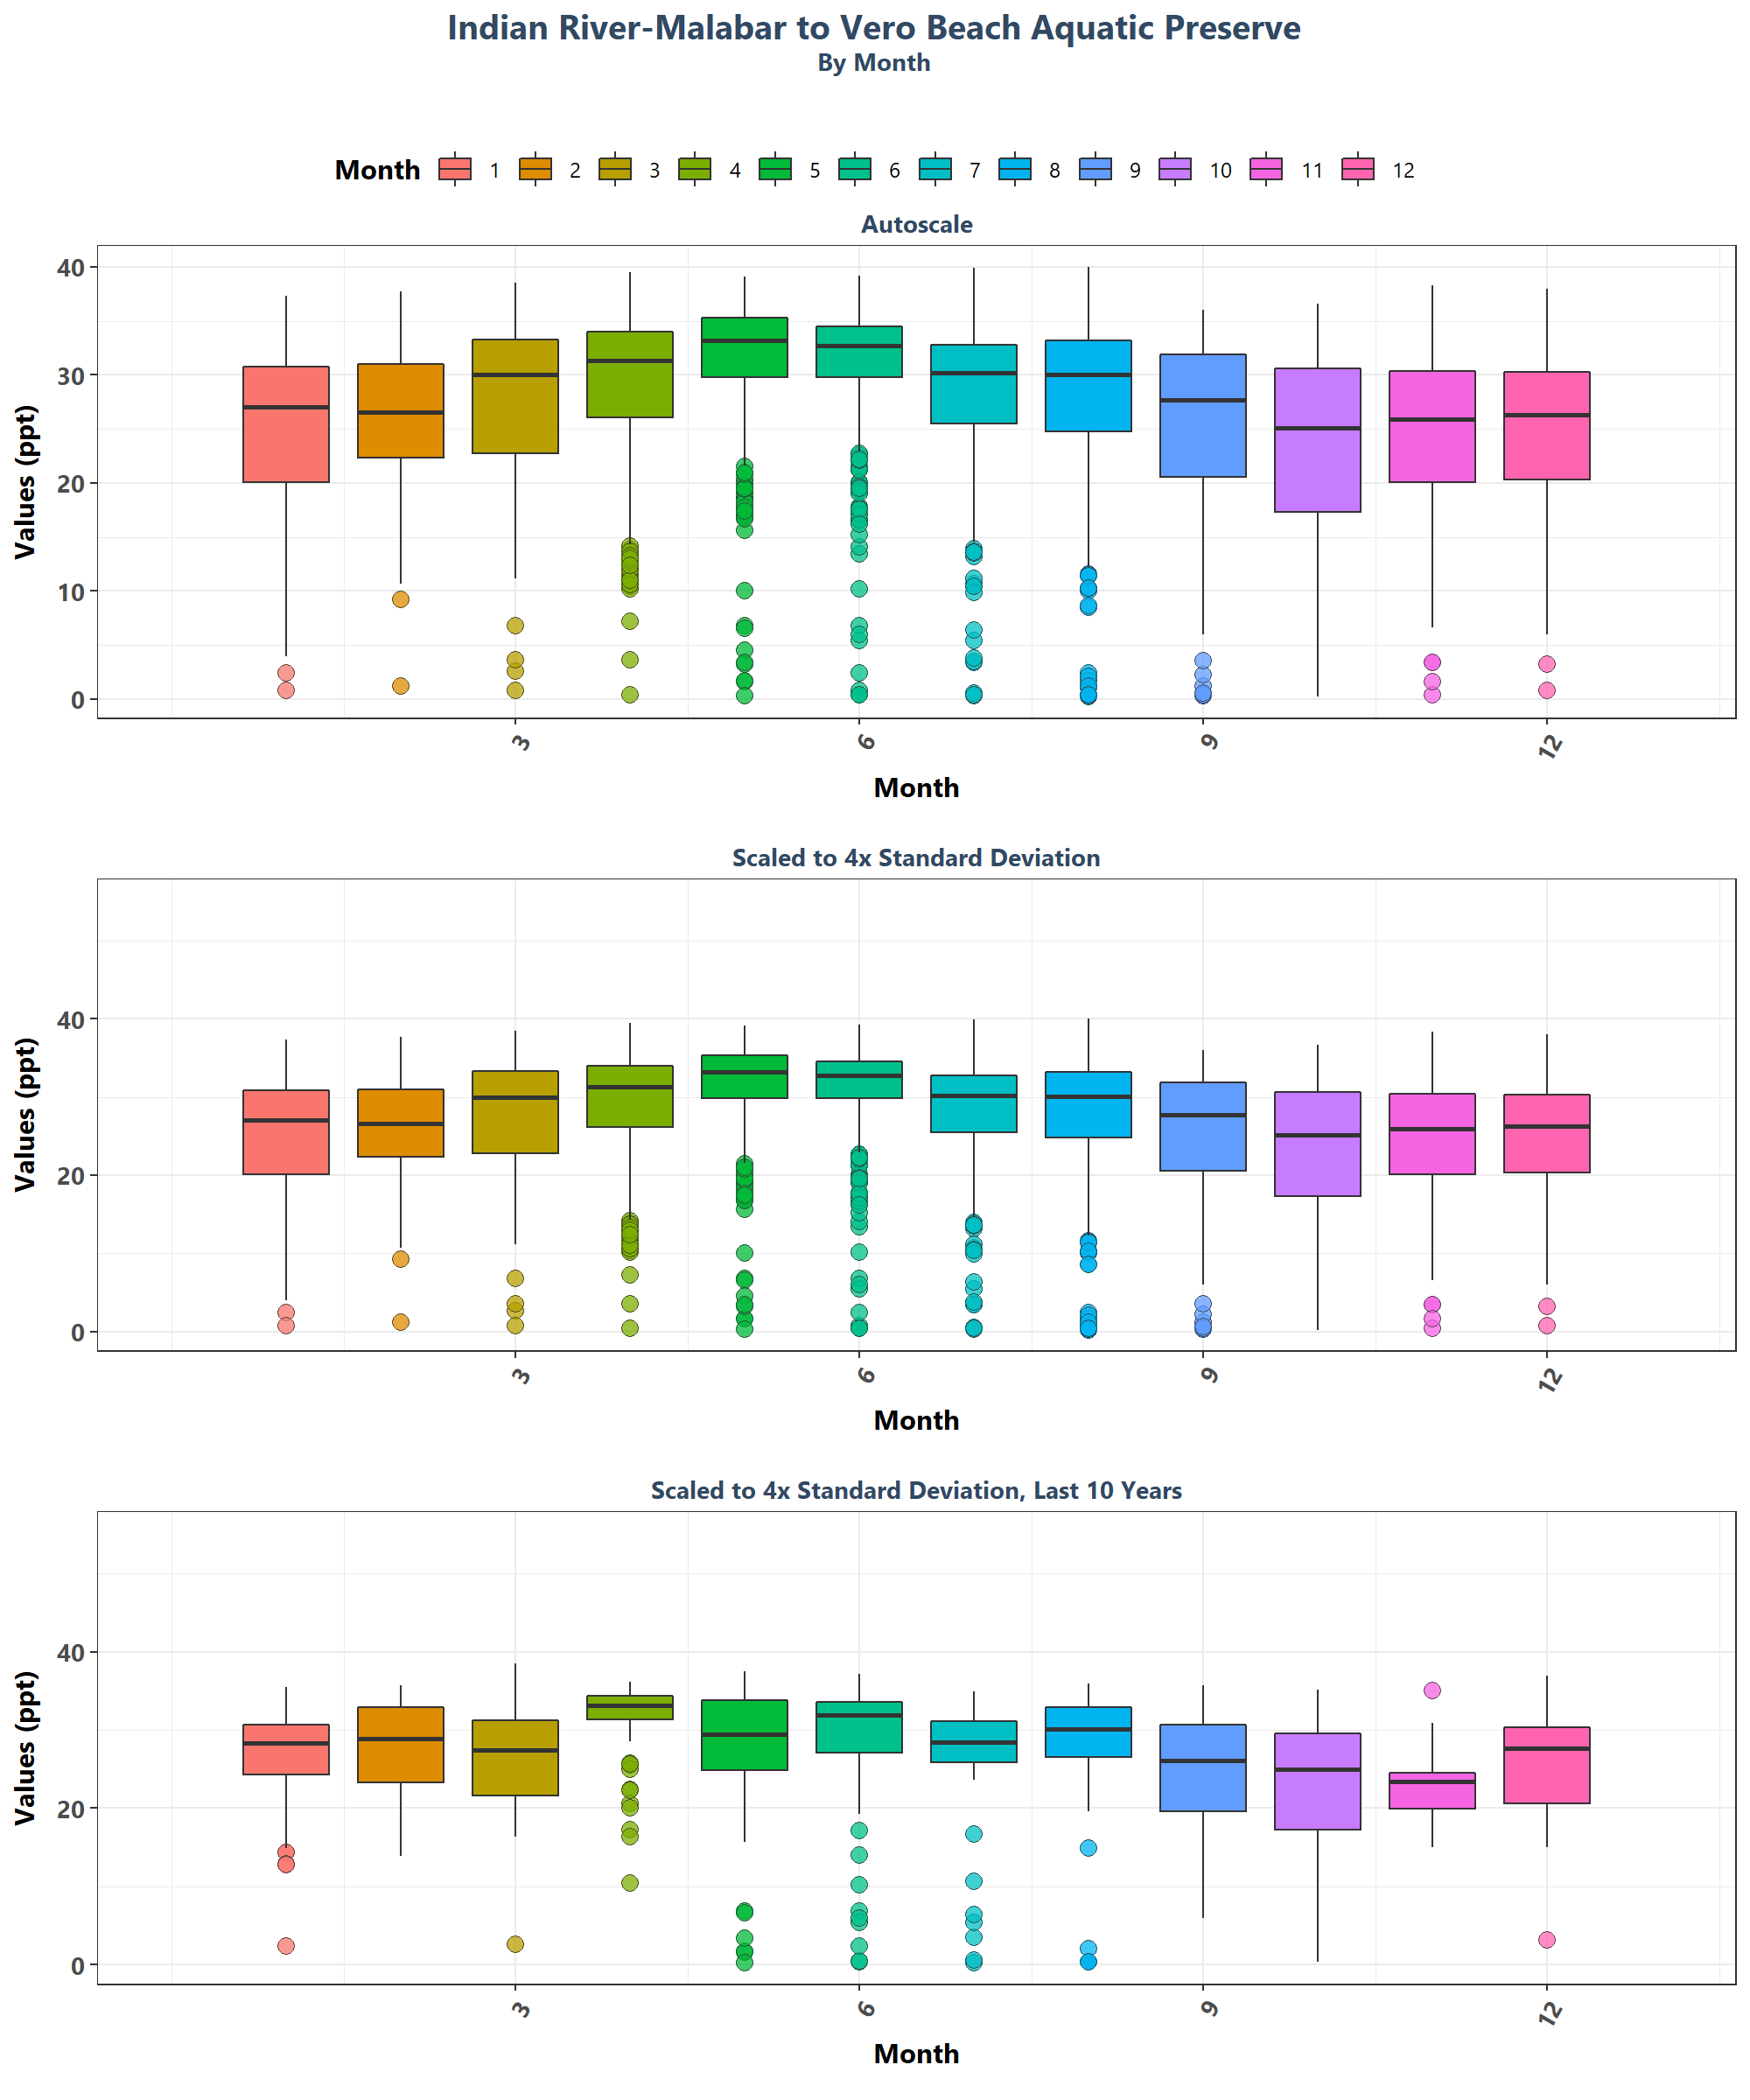 Indian River-Malabar to Vero Beach Aquatic Preserve
By Month
Month 1 2 3 4 5 6 7 8 9 10 11 12
Autoscale
Values (ppt)
40
30
20
10
0
3 6 9 12
Month
Scaled to 4x Standard Deviation
Values (ppt)
40
20
0
3 6 9 12
Month
Scaled to 4x Standard Deviation, Last 10 Years
Values (ppt)
40
20
0
3 6 9 12
Month